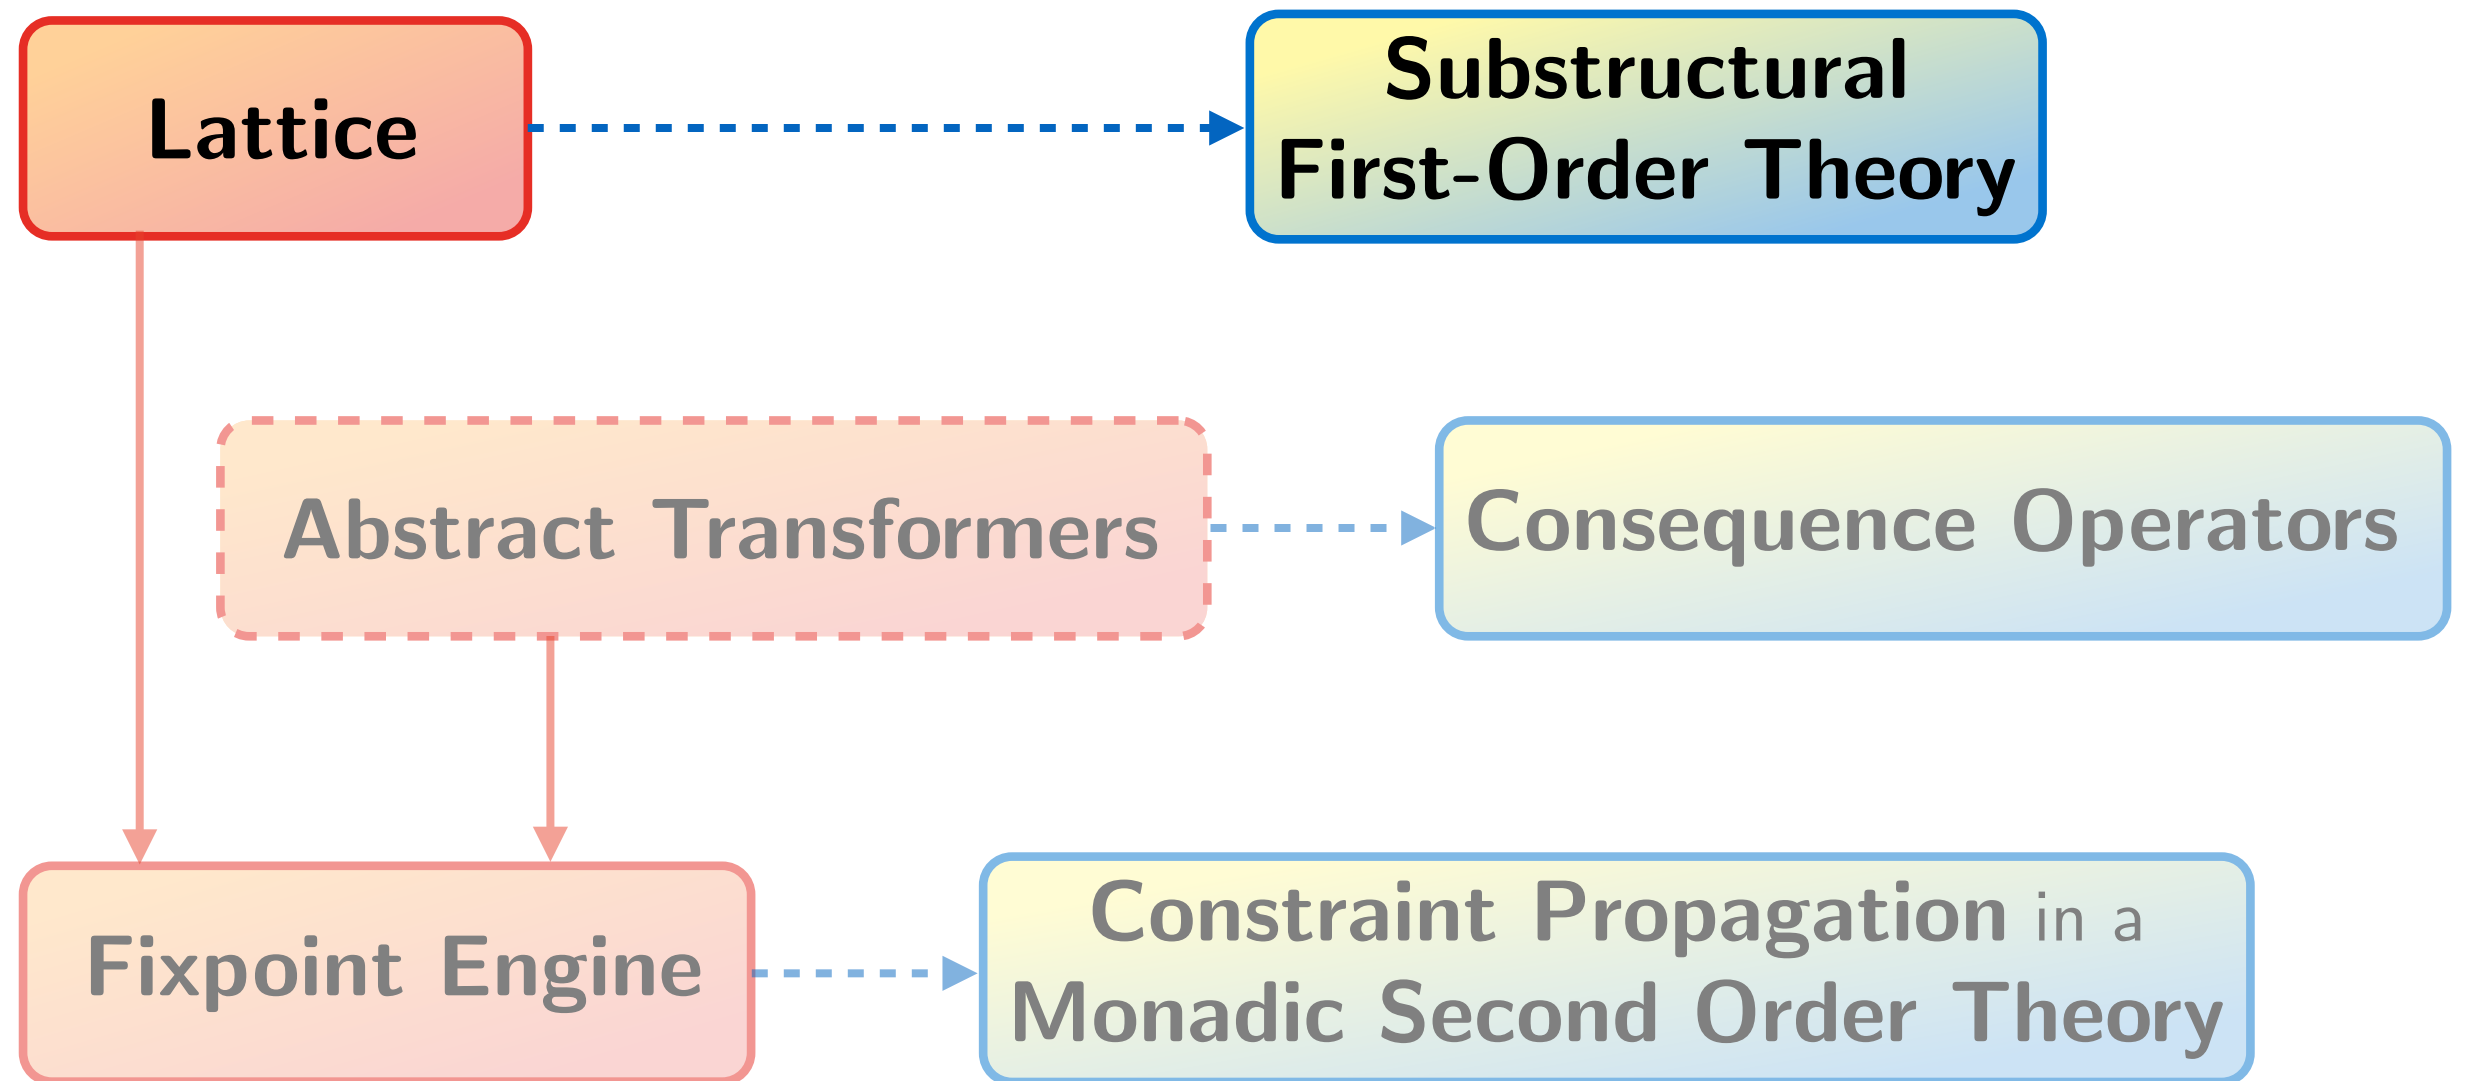 Lattice
Substructural
First-Order Theory
Abstract Transformers
Consequence Operators
Fixpoint Engine
Constraint Propagation in a
Monadic Second Order Theory